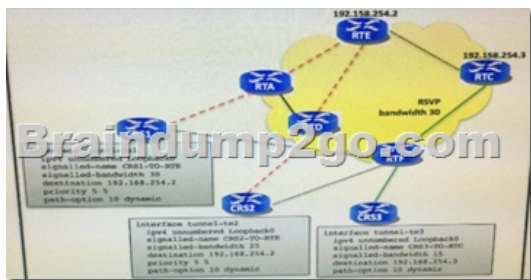 192.158.254.2
RTE
192.158.254.3
RTC
RTA
RSVP
bandwidth 30
RTD
Braindump2go.com
RTF
ipv4 unnumbered Loopback0
signalled-name CRS1-TO-RTE
signalled-bandwidth 30
destination 192.168.254.2
priority 5 5
path-option 10 dynamic
CRS2
CRS3
interface tunnel-te2
ipv4 unnumbered Loopback0
signalled-name CRS2-TO-RTE
signalled-bandwidth 25
destination 192.168.254.2
priority 5 5
path-option 10 dynamic
interface tunnel-te3
ipv4 unnumbered Loopback0
signalled-name CRS3-TO-RTC
signalled-bandwidth 15
destination 192.168.254.3
path-option 10 dynamic